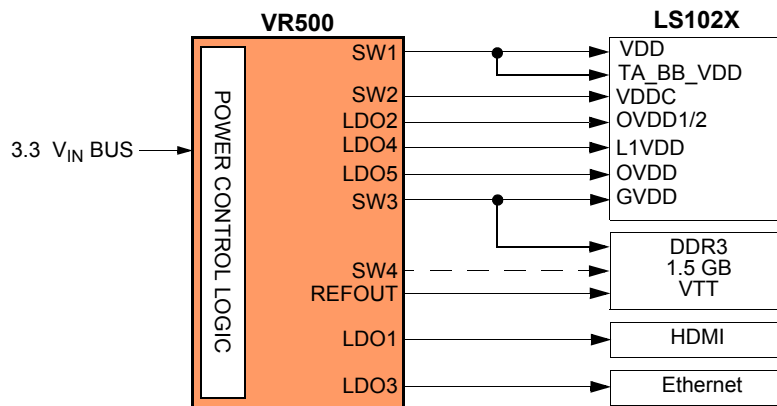 VR500
LS102X
SW1
VDD
TA_BB_VDD
SW2
VDDC
LDO2
OVDD1/2
LDO4
L1VDD
LDO5
OVDD
SW3
GVDD
3.3 VIN BUS
POWER CONTROL LOGIC
DDR3
SW4
1.5 GB
REFOUT
VTT
LDO1
HDMI
LDO3
Ethernet